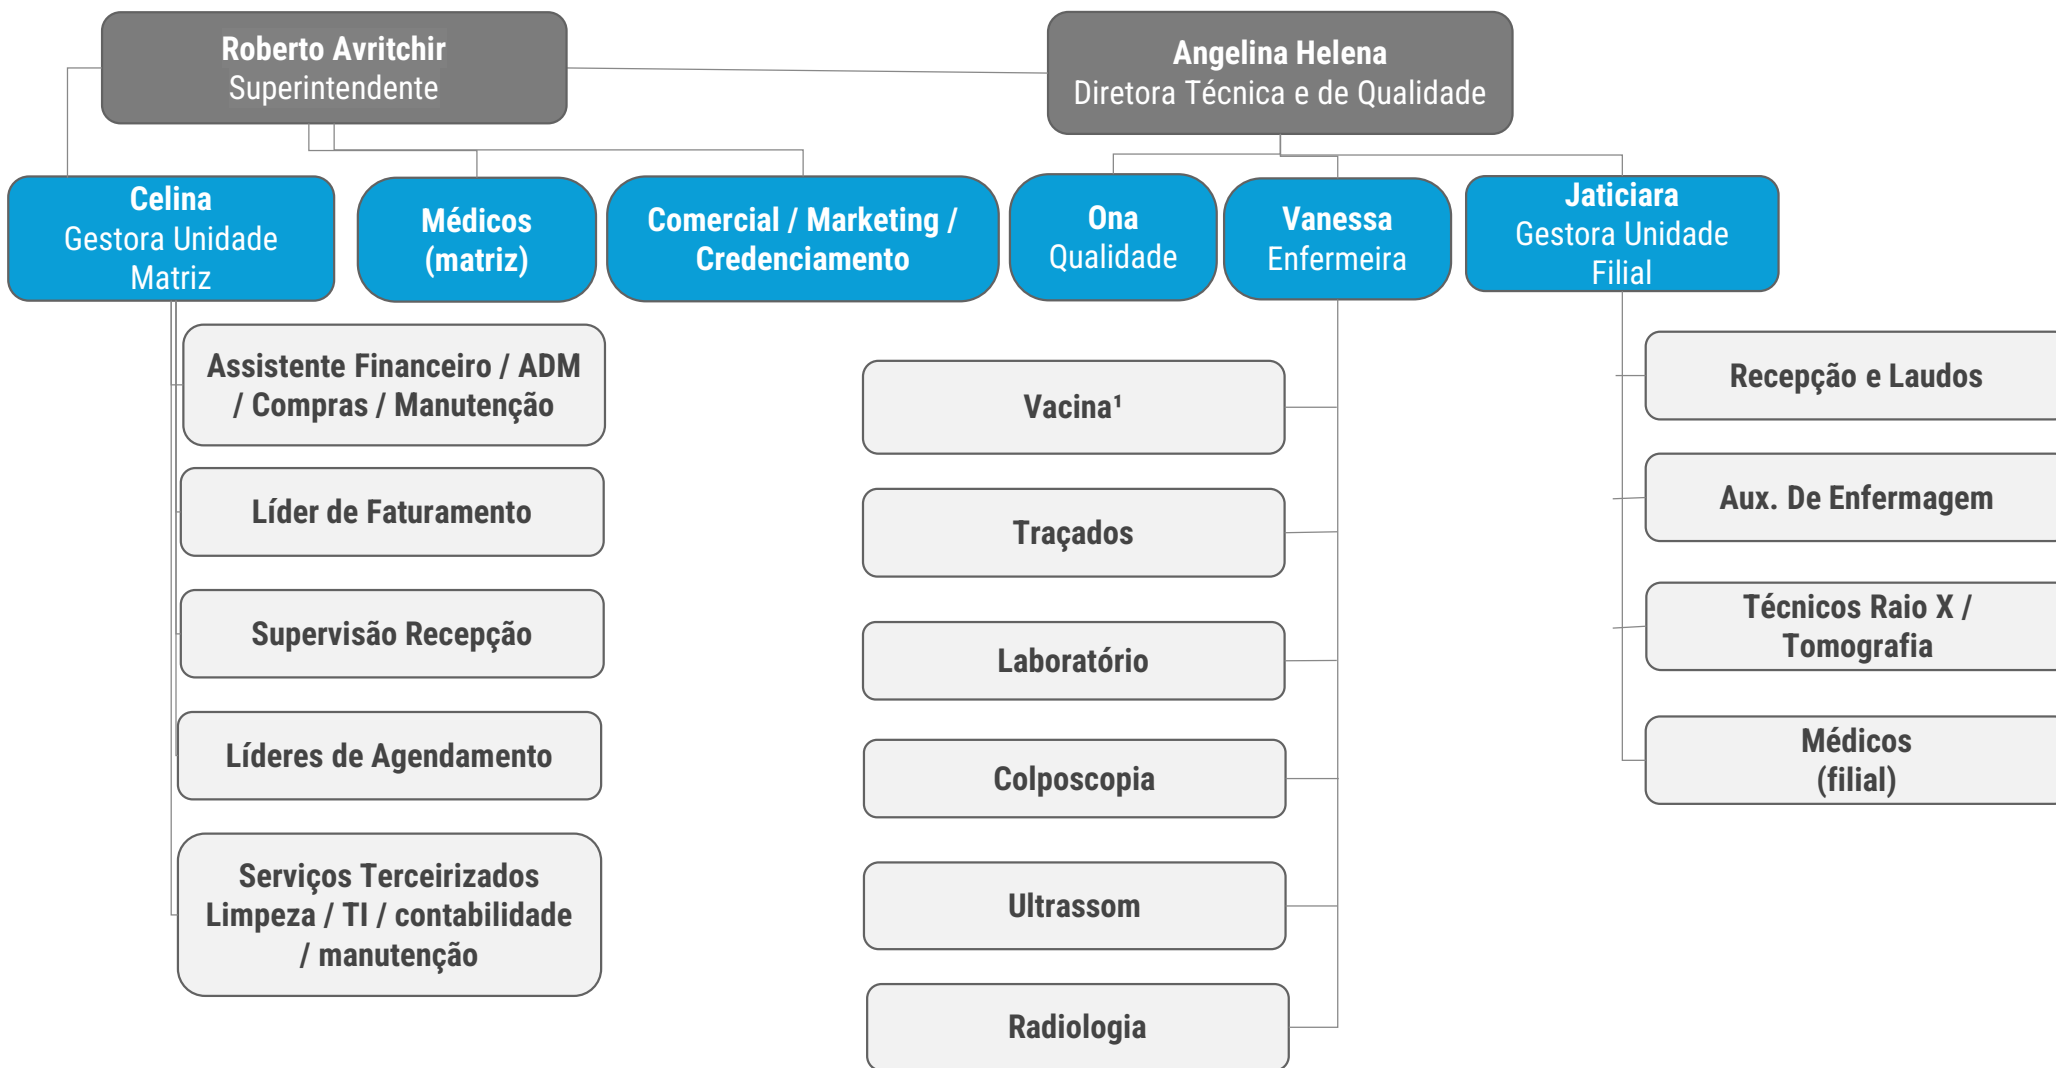 Roberto Avritchir
Superintendente
Angelina Helena
Diretora Técnica e de Qualidade
Celina
Gestora Unidade
Matriz
Médicos
(matriz)
Comercial / Marketing /
Credenciamento
Ona
Qualidade
Vanessa
Enfermeira
Jaticiara
Gestora Unidade
Filial
Assistente Financeiro / ADM
/ Compras / Manutenção
Líder de Faturamento
Supervisão Recepção
Líderes de Agendamento
Serviços Terceirizados
Limpeza / TI / contabilidade
/ manutenção
Vacina¹
Traçados
Laboratório
Colposcopia
Ultrassom
Radiologia
Recepção e Laudos
Aux. De Enfermagem
Técnicos Raio X /
Tomografia
Médicos
(filial)